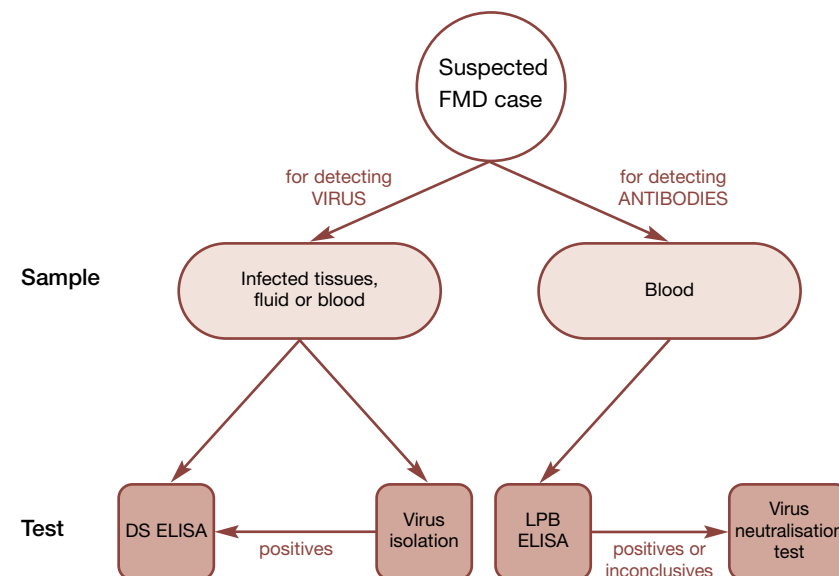 Suspected
FMD case
for detecting
VIRUS
for detecting
ANTIBODIES
Sample
Infected tissues,
fluid or blood
Blood
Test
DS ELISA
positives
Virus
isolation
LPB
ELISA
positives or
inconclusives
Virus
neutralisation
test